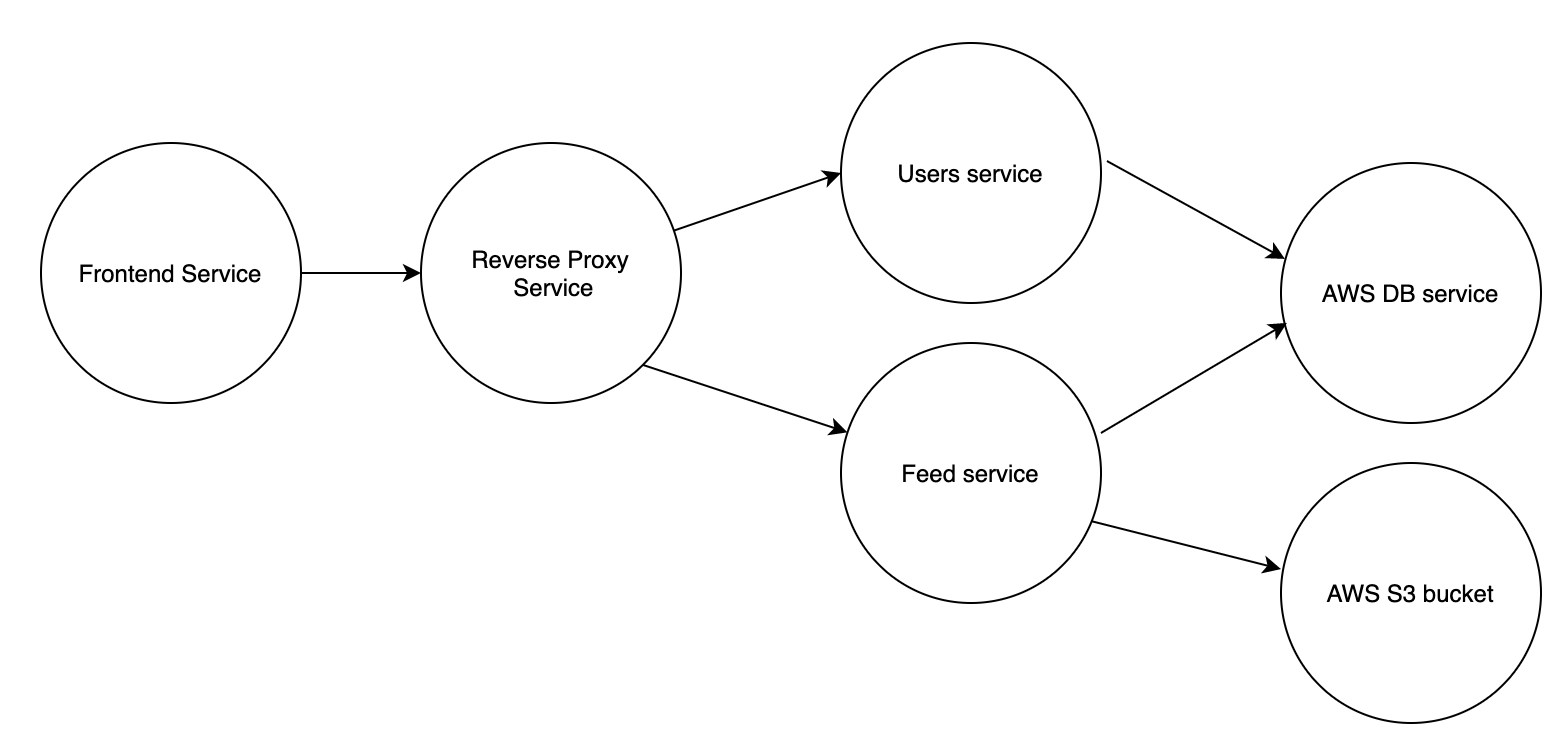 Frontend Service
Reverse Proxy
Service
Users service
Feed service
AWS DB service
AWS S3 bucket